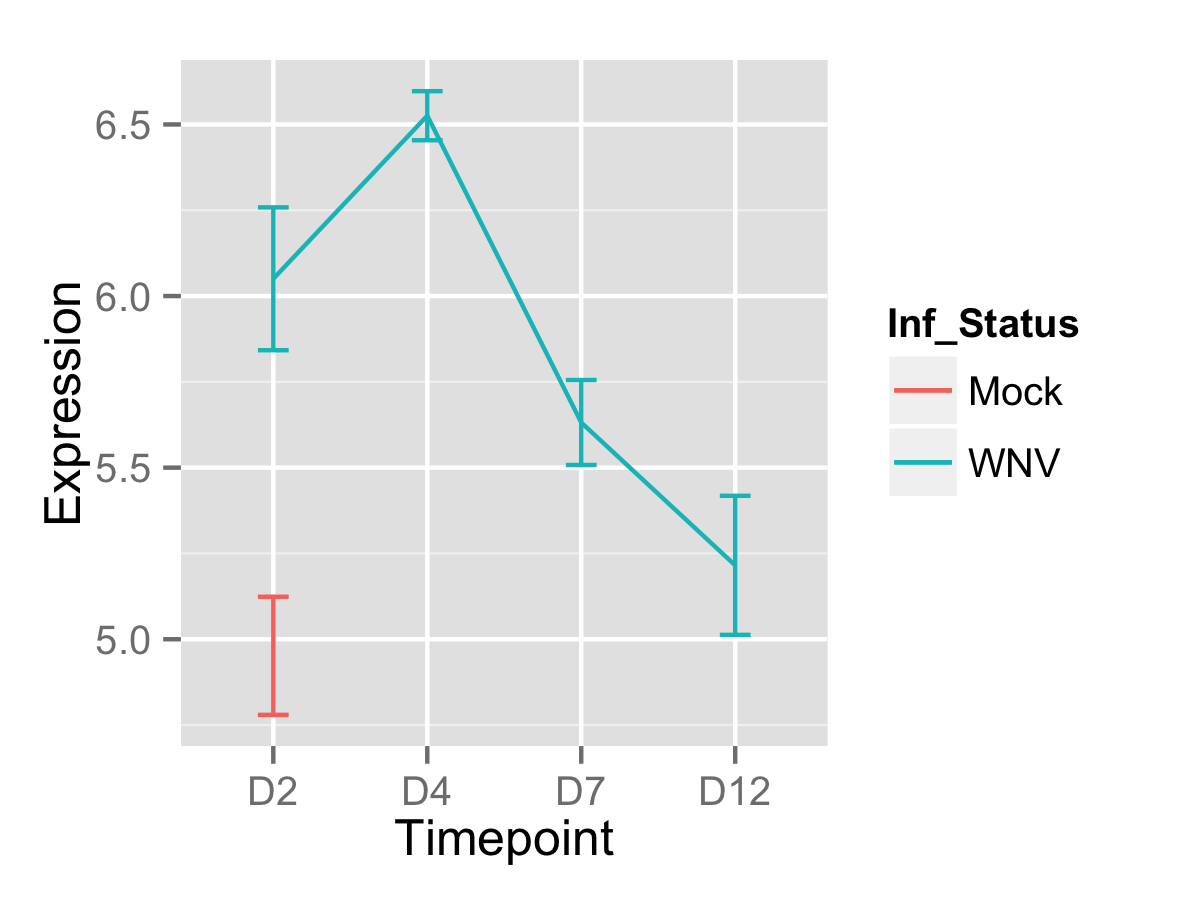 6.5
6.0
5.5
5.0
Expression
D2 D4 D7 D12
Timepoint
Inf_Status
Mock
WNV